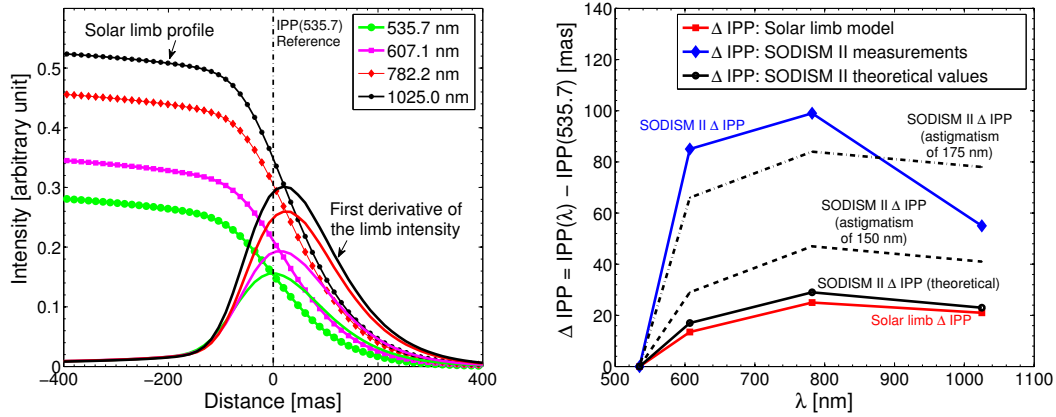 Solar limb profile
IPP(535.7)
Reference
535.7 nm
607.1 nm
782.2 nm
1025.0 nm
First derivative of
the limb intensity
Intensity [arbitrary unit]
0.5
0.4
0.3
0.2
0.1
0
−400
−200
0
200
400
Distance [mas]
Δ IPP: Solar limb model
Δ IPP: SODISM II measurements
Δ IPP: SODISM II theoretical values
SODISM II Δ IPP
SODISM II Δ IPP
(astigmatism
of 175 nm)
SODISM II Δ IPP
(astigmatism
of 150 nm)
SODISM II Δ IPP (theoretical)
Solar limb Δ IPP
Δ IPP = IPP(λ) − IPP(535.7) [mas]
140
120
100
80
60
40
20
0
500
600
700
800
900
1000
1100
λ [nm]